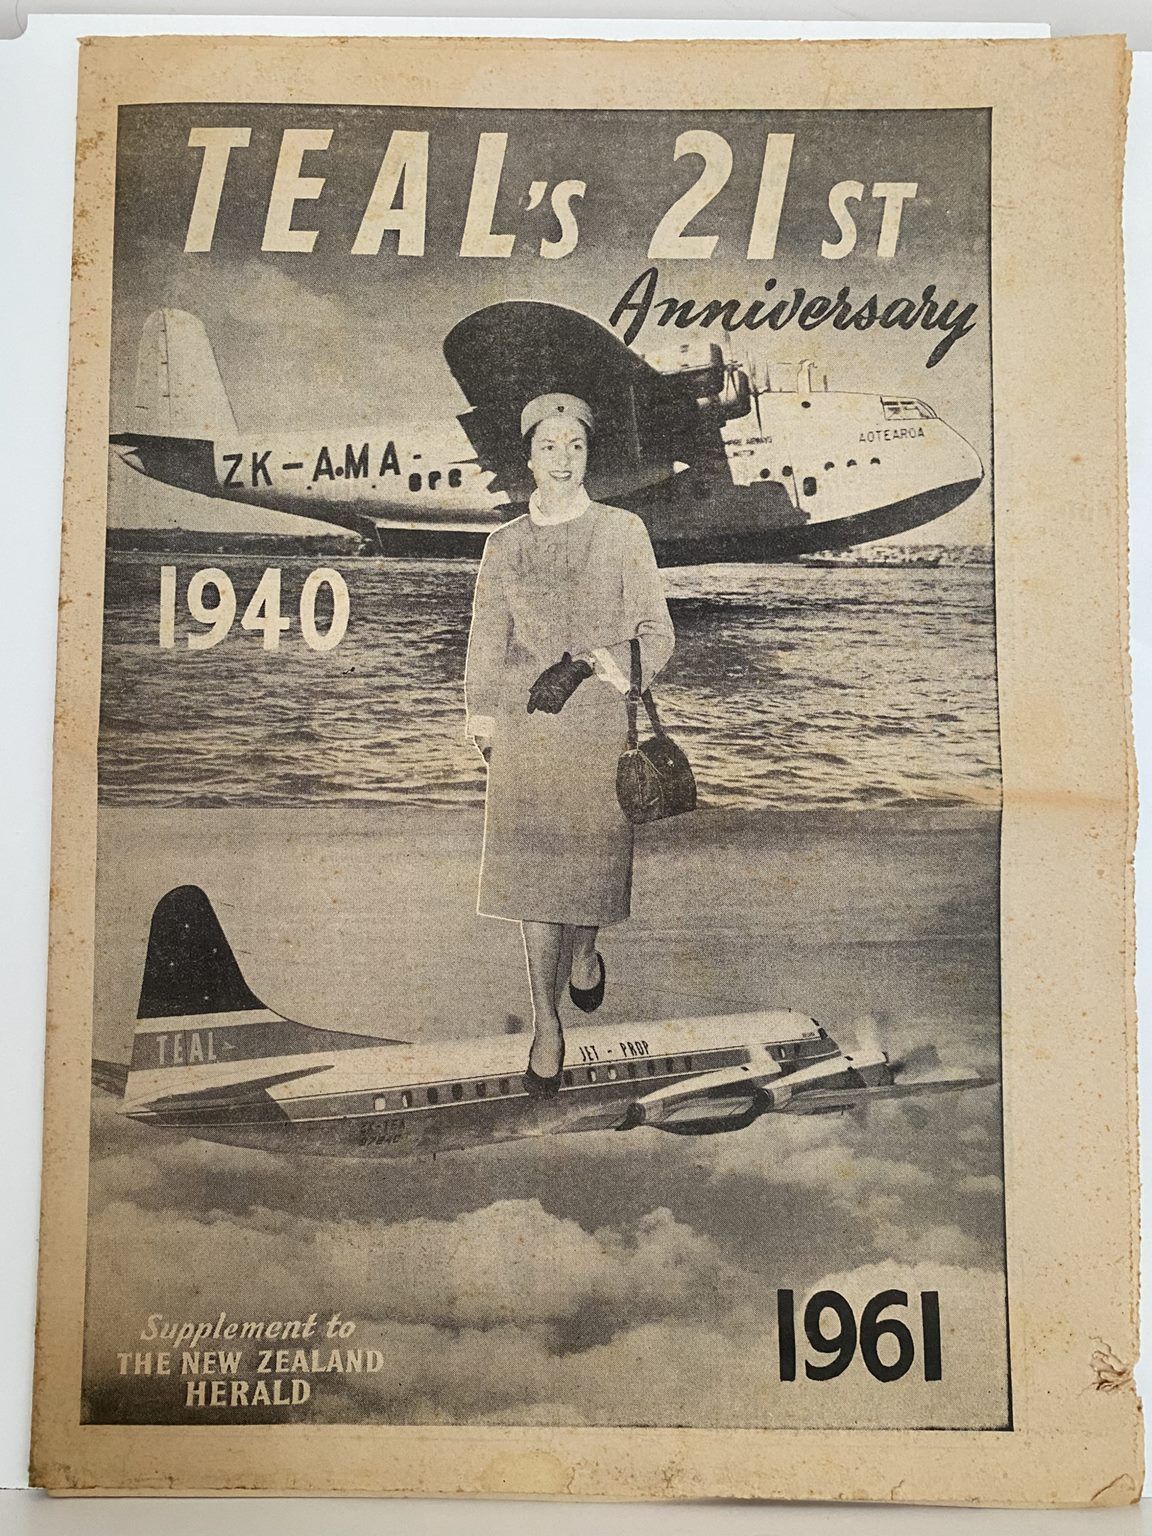 TEAL's 21ST
Anniversary
AOTEAROA
ZK-AMA
1940
TEAL
JET - PROP
1961
Supplement to
THE NEW ZEALAND
HERALD